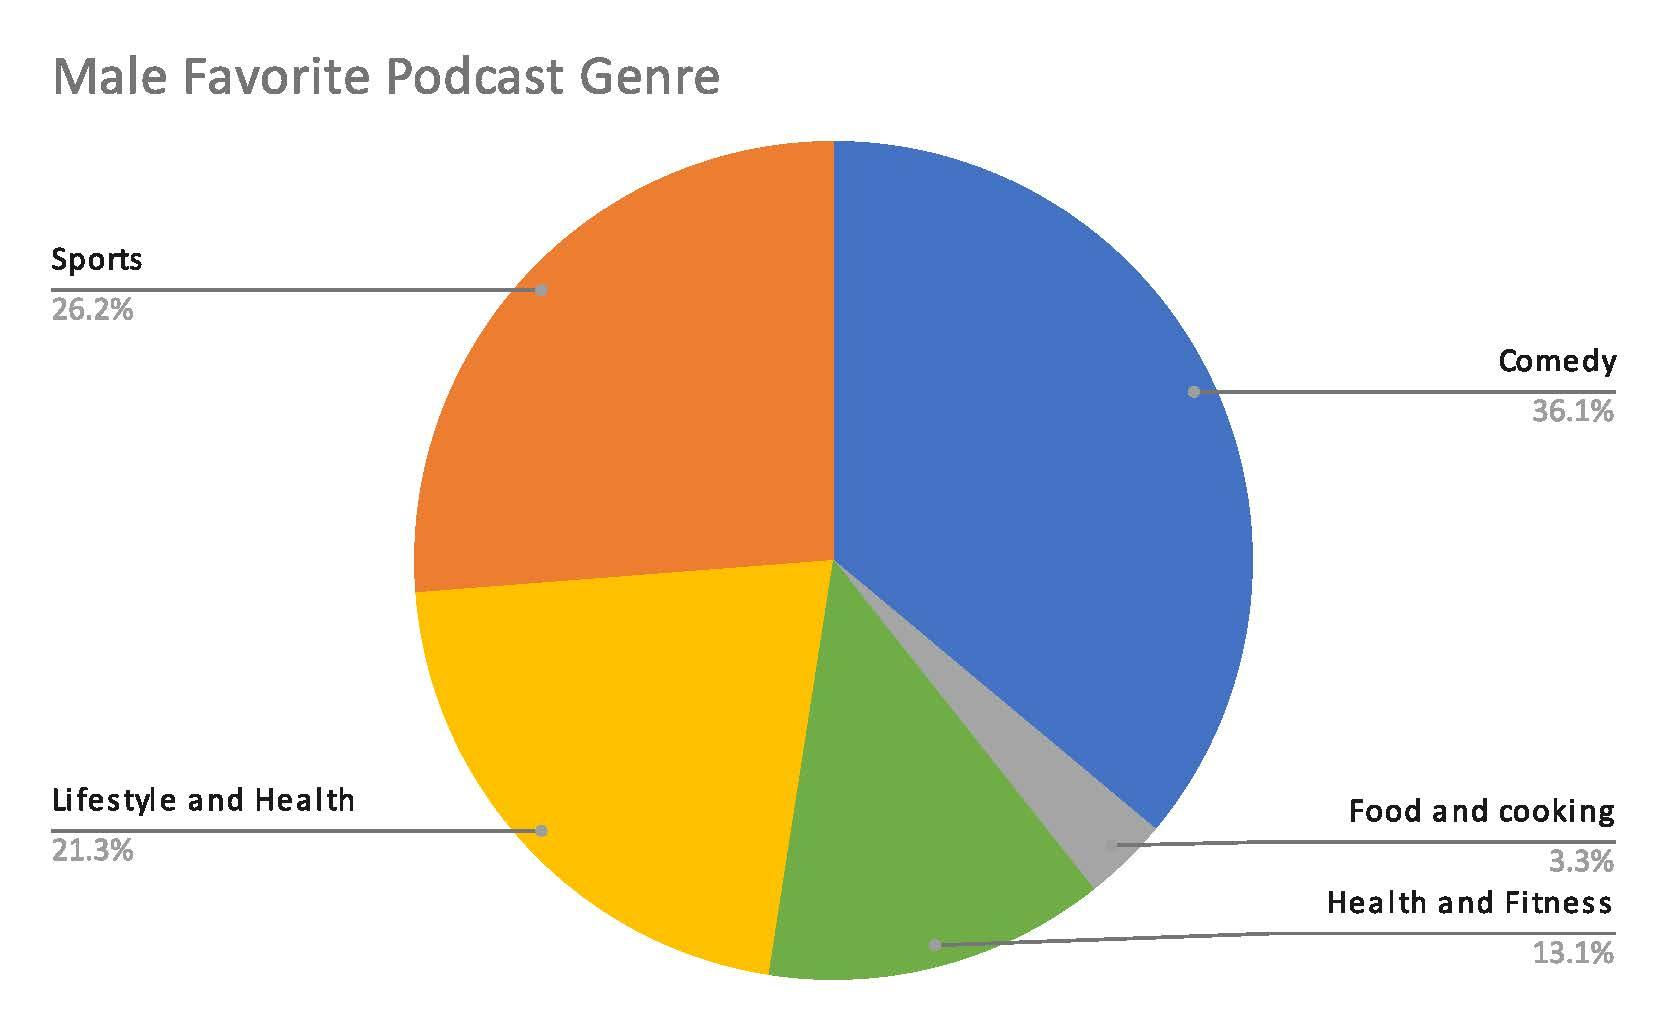 Male Favorite Podcast Genre
Sports
26.2%
Comedy
36.1%
Lifestyle and Health
21.3%
Food and cooking
3.3%
Health and Fitness
13.1%